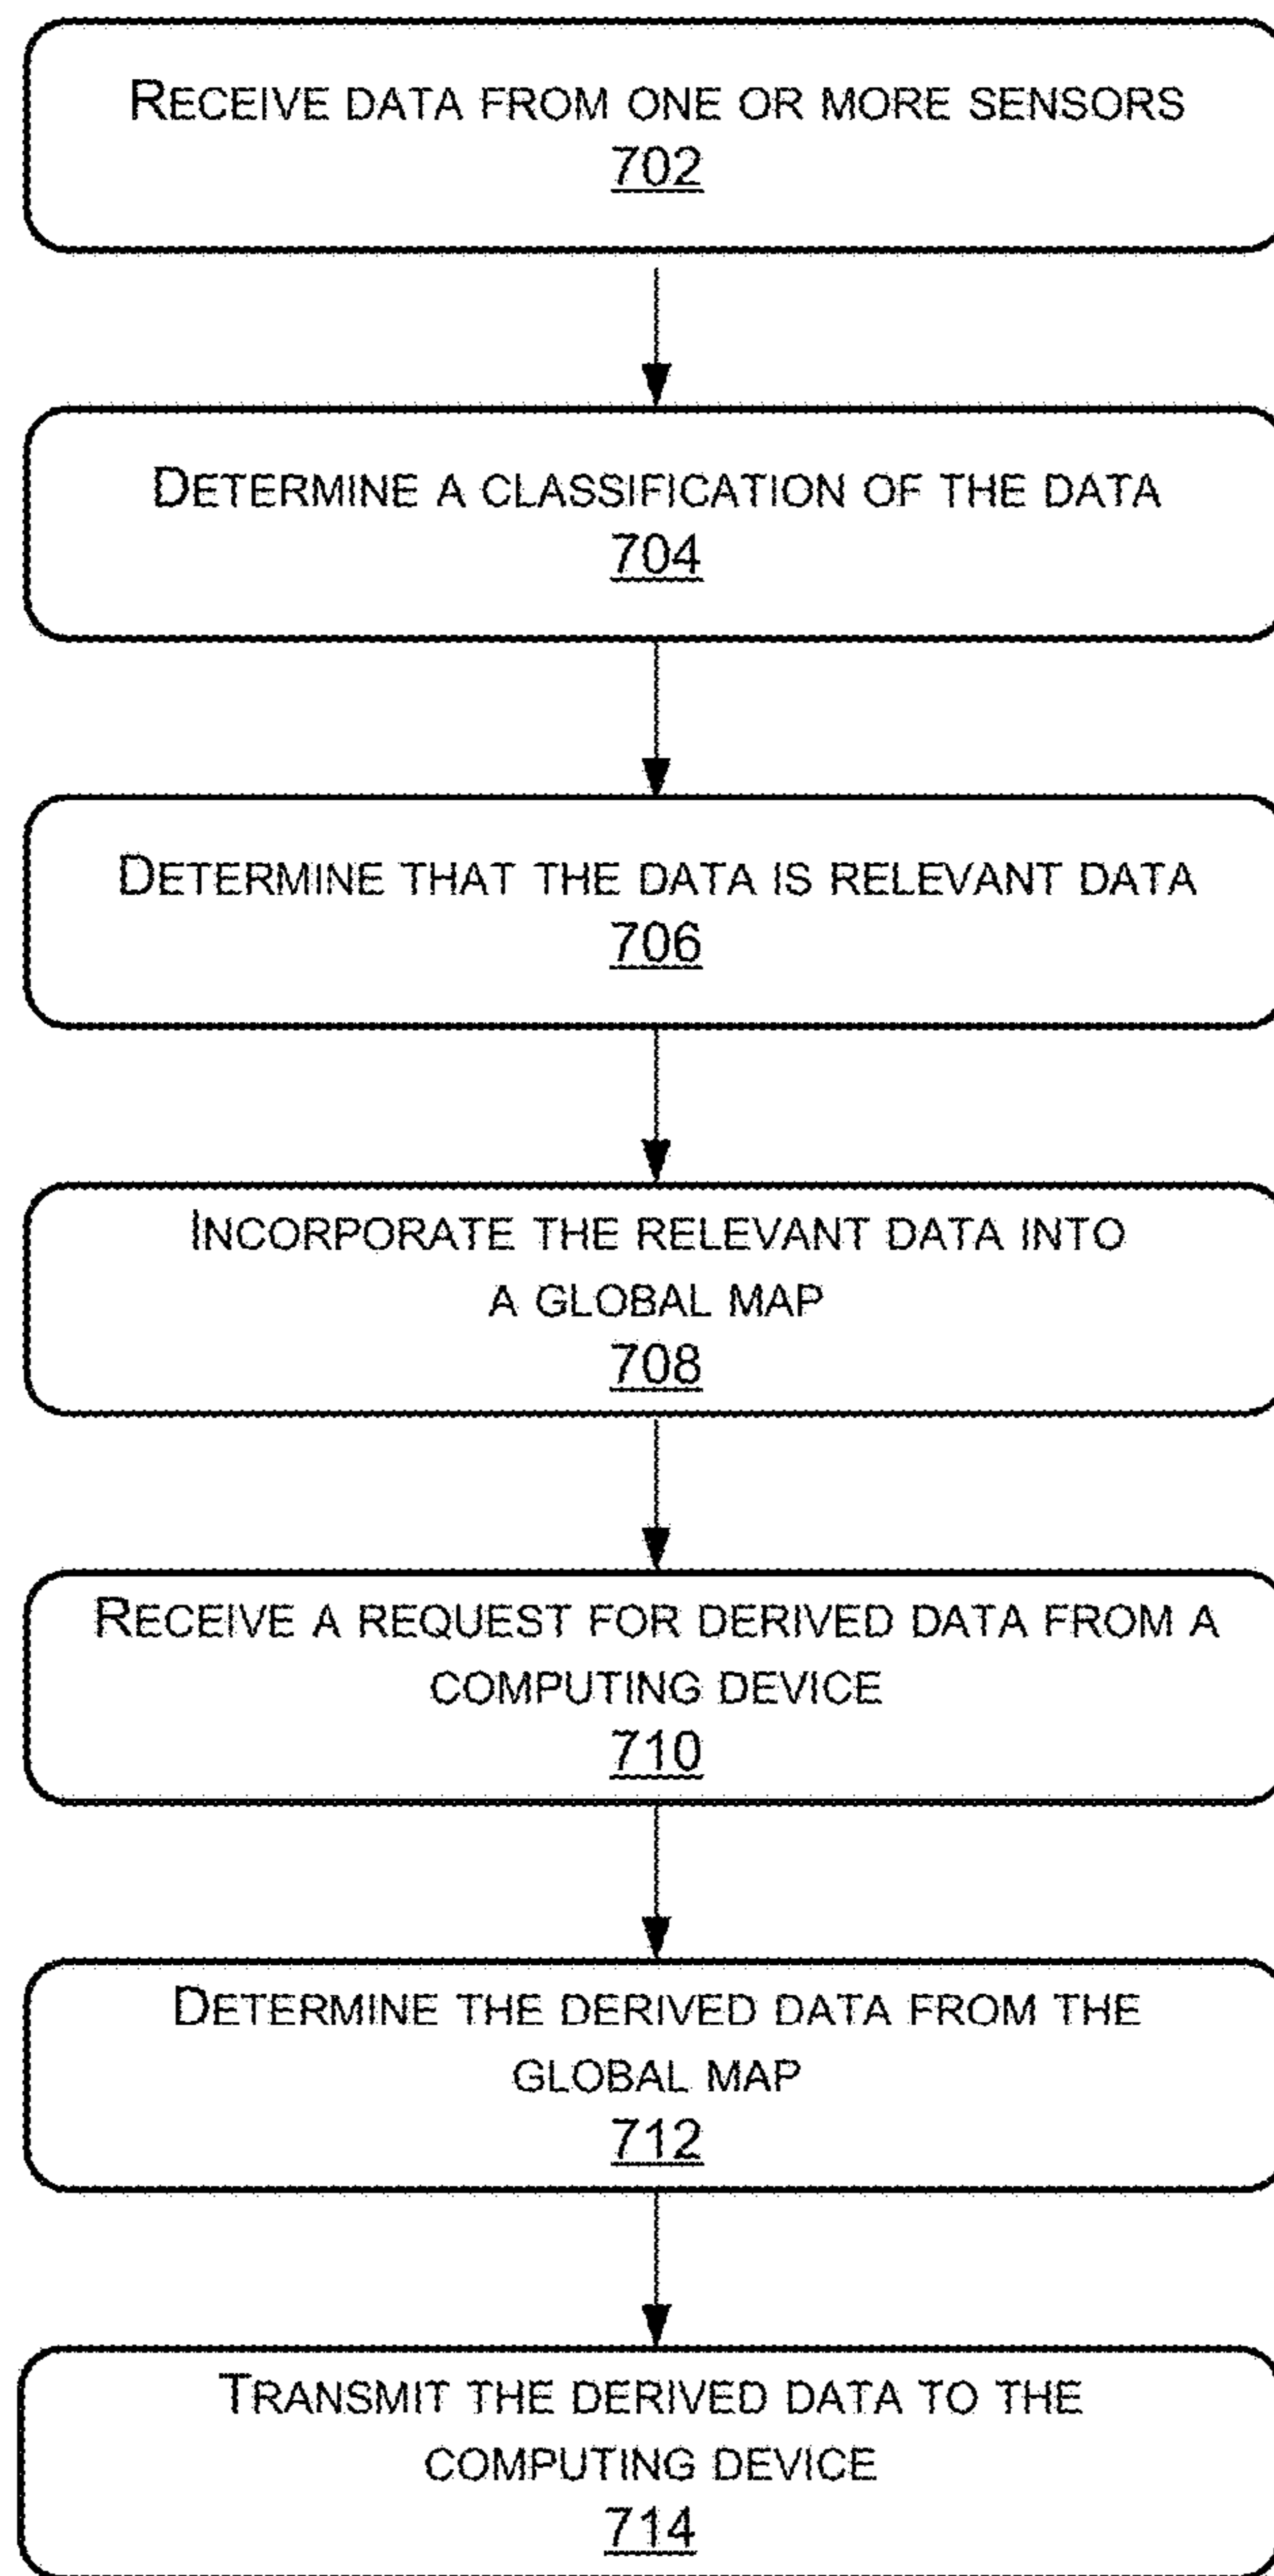 RECEIVE DATA FROM ONE OR MORE SENSORS
702
DETERMINE A CLASSIFICATION OF THE DATA
704
DETERMINE THAT THE DATA IS RELEVANT DATA
706
INCORPORATE THE RELEVANT DATA INTO
A GLOBAL MAP
708
RECEIVE A REQUEST FOR DERIVED DATA FROM A
COMPUTING DEVICE
710
DETERMINE THE DERIVED DATA FROM THE
GLOBAL MAP
712
TRANSMIT THE DERIVED DATA TO THE
COMPUTING DEVICE
714